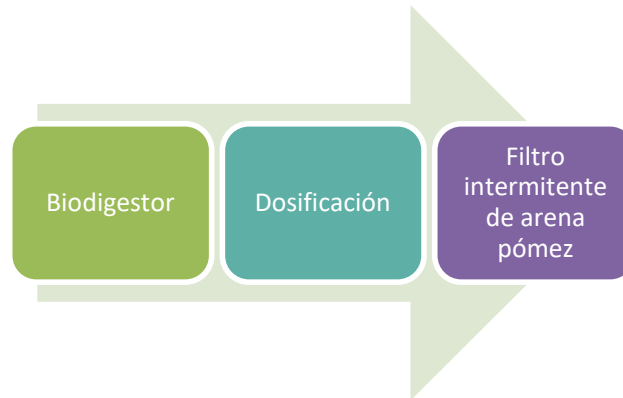 Biodigestor
Dosificación
Filtro
intermitente
de arena
pómez